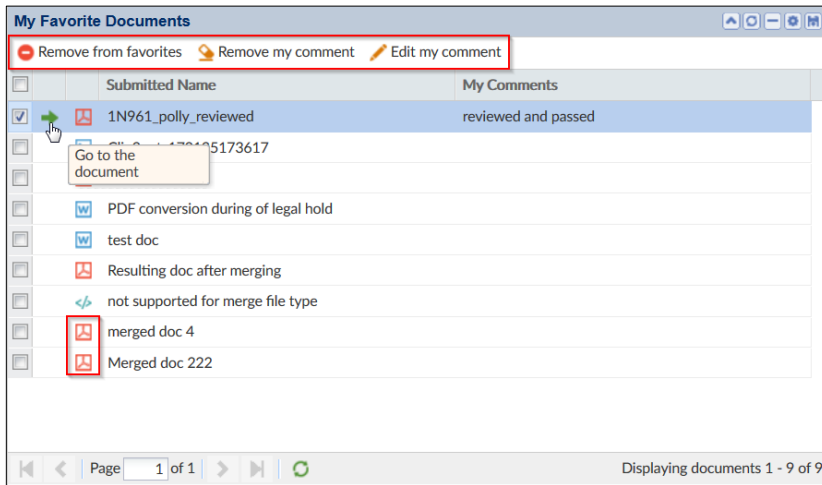 My Favorite Documents
Remove from favorites Remove my comment Edit my comment
Submitted Name My Comments
1N961_polly_reviewed reviewed and passed
Go to the
document
PDF conversion during of legal hold
test doc
Resulting doc after merging
not supported for merge file type
merged doc 4
Merged doc 222
Page 1 of 1 Displaying documents 1 - 9 of 9